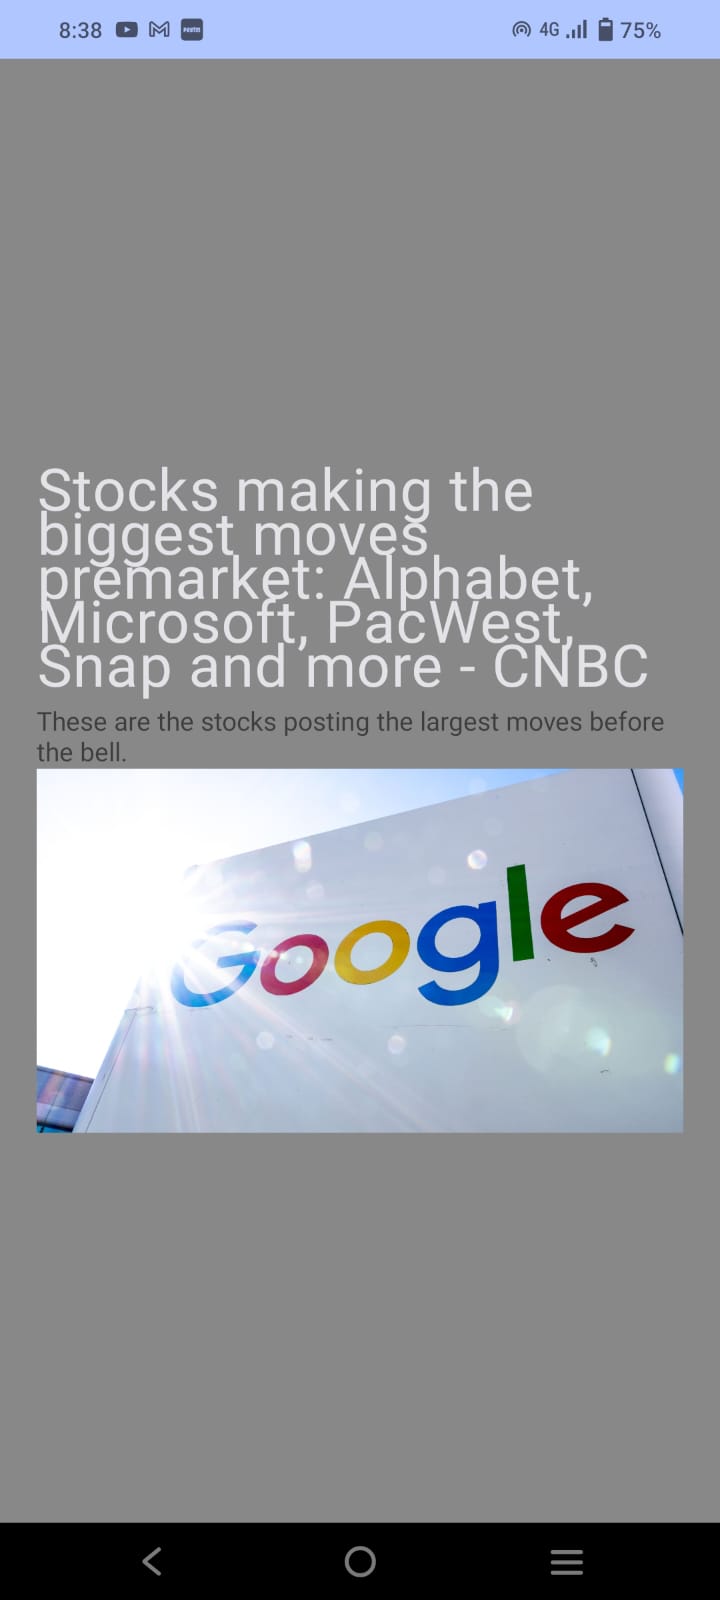 8:38 paytm 4G 75%
Stocks making the
biggest moves
premarket: Alphabet,
Microsoft, PacWest,
Snap and more - CNBC
These are the stocks posting the largest moves before
the bell.
Google